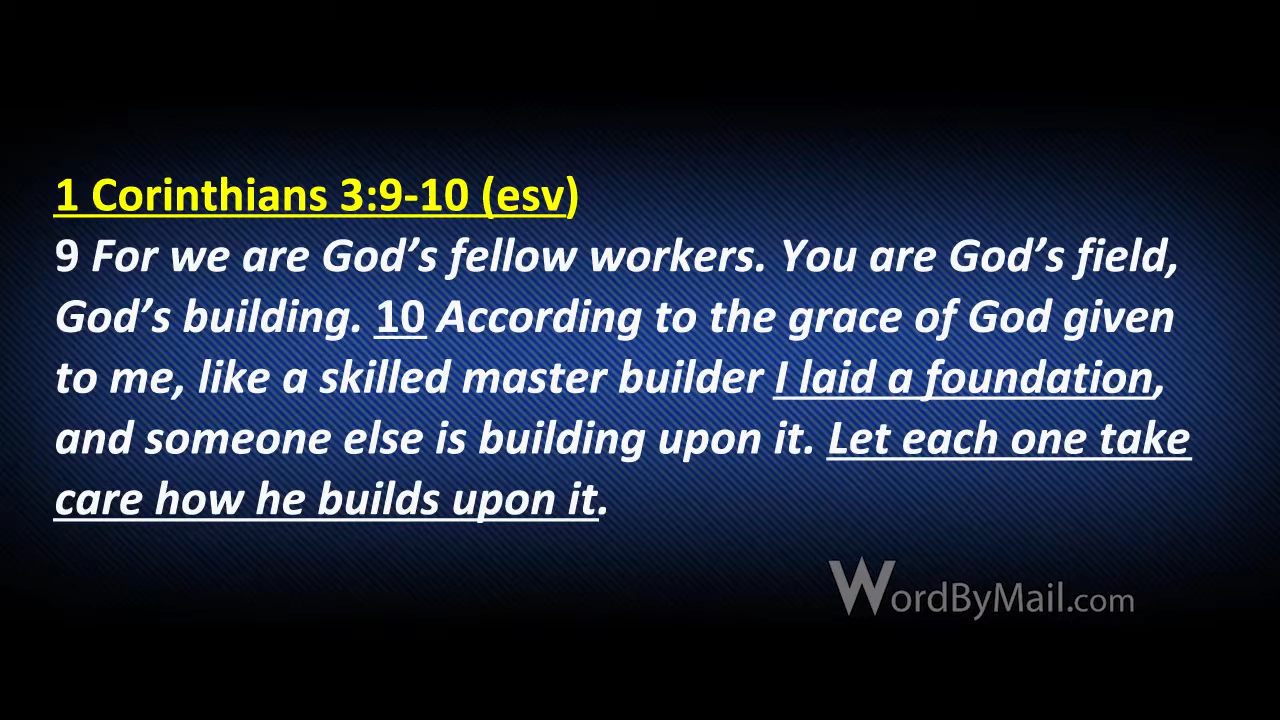 1 Corinthians 3:9-10 (esv)
9 For we are God’s fellow workers. You are God’s field,
God’s building. 10 According to the grace of God given
to me, like a skilled master builder I laid a foundation,
and someone else is building upon it. Let each one take
care how he builds upon it.
WordByMail.com